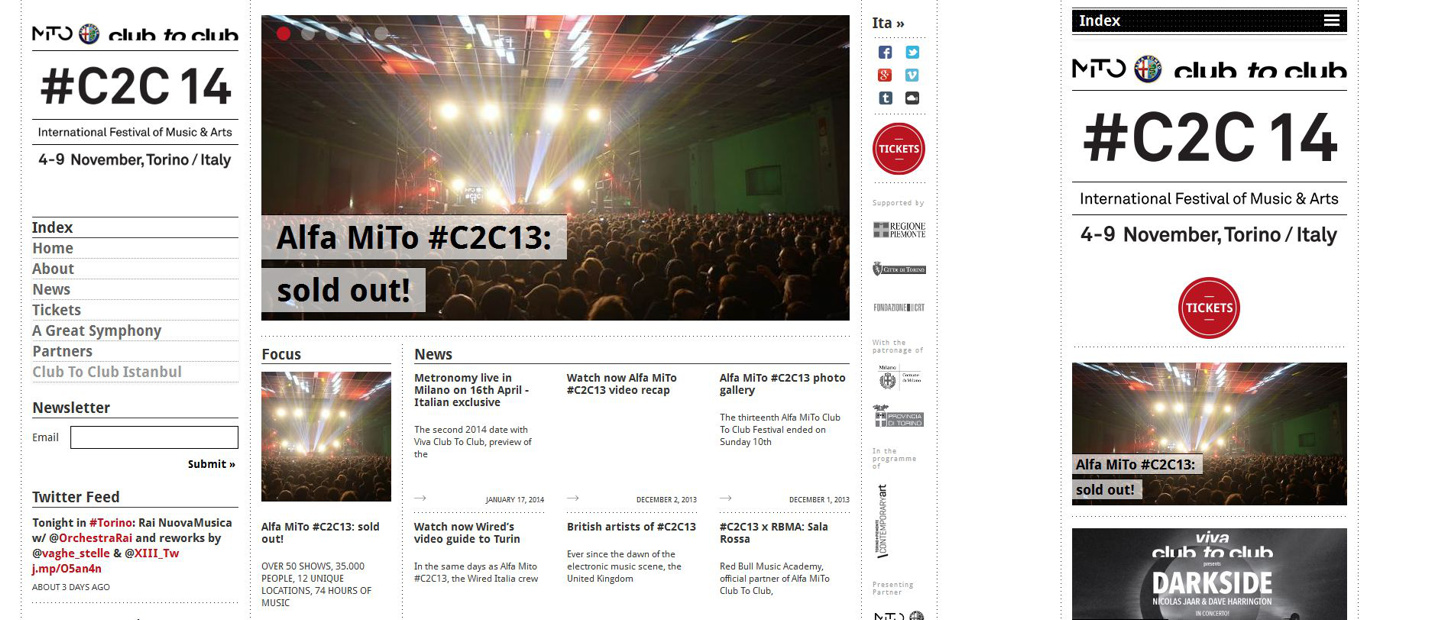 MiTO club to club
#C2C 14
International Festival of Music & Arts
4-9 November, Torino / Italy
Index
Home
About
News
Tickets
A Great Symphony
Partners
Club To Club Istanbul
Newsletter
Email
Submit »
Twitter Feed
Tonight in #Torino: Rai NuovaMusica
w/ @OrchestraRai and reworks by
@vaghe_stelle & @XIII_Tw
j.mp/O5an4n
ABOUT 3 DAYS AGO
Alfa MiTo #C2C13:
sold out!
Focus
Alfa MiTo #C2C13: sold
out!
OVER 50 SHOWS, 35.000
PEOPLE, 12 UNIQUE
LOCATIONS, 74 HOURS OF
MUSIC
News
Metronomy live in
Milano on 16th April -
Italian exclusive
The second 2014 date with
Viva Club To Club, preview of
the
→ JANUARY 17, 2014
Watch now Alfa MiTo
#C2C13 video recap
→ DECEMBER 2, 2013
Alfa MiTo #C2C13 photo
gallery
The thirteenth Alfa MiTo Club
To Club Festival ended on
Sunday 10th
→ DECEMBER 1, 2013
Watch now Wired's
video guide to Turin
In the same days as Alfa Mito
#C2C13, the Wired Italia crew
British artists of #C2C13
Ever since the dawn of the
electronic music scene, the
United Kingdom
#C2C13 x RBMA: Sala
Rossa
Red Bull Music Academy,
official partner of Alfa MiTo
Club To Club,
Ita »
TICKETS
Supported by
REGIONE
PIEMONTE
CITTA' DI TORINO
FONDAZIONE CRT
With the
patronage of
Milano
Comune
di Milano
PROVINCIA
DI TORINO
In the
programme
of
CONTEMPORARYart
Presenting
Partner
MiTO
Index
MiTO club to club
#C2C 14
International Festival of Music & Arts
4-9 November, Torino / Italy
TICKETS
Alfa MiTo #C2C13:
sold out!
viva
club to club
presents
DARKSIDE
NICOLAS JAAR & DAVE HARRINGTON
IN CONCERTO!